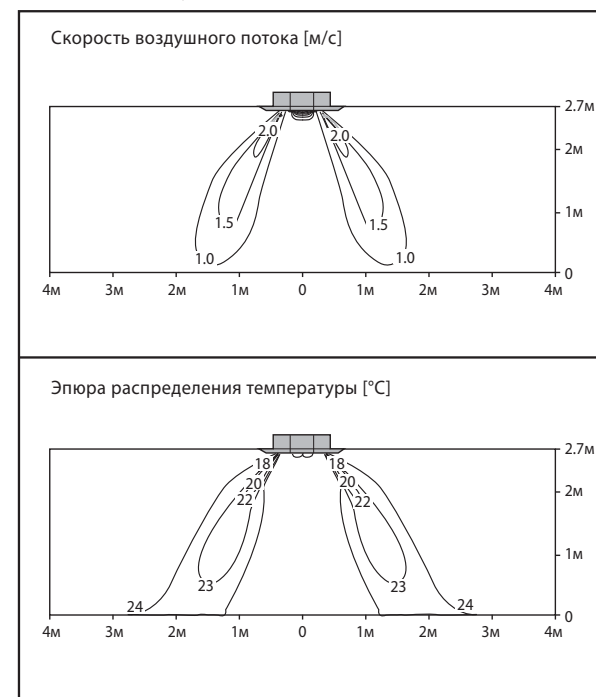 Скорость воздушного потока [м/с]
2.7м
2.0 2.0
2м
1м
1.5 1.5
1.0 1.0
0
4м 3м 2м 1м 0 1м 2м 3м 4м
Эпюра распределения температуры [°C]
2.7м
18 18
20 20
2м
22 22
1м
23 23
24 24
0
4м 3м 2м 1м 0 1м 2м 3м 4м